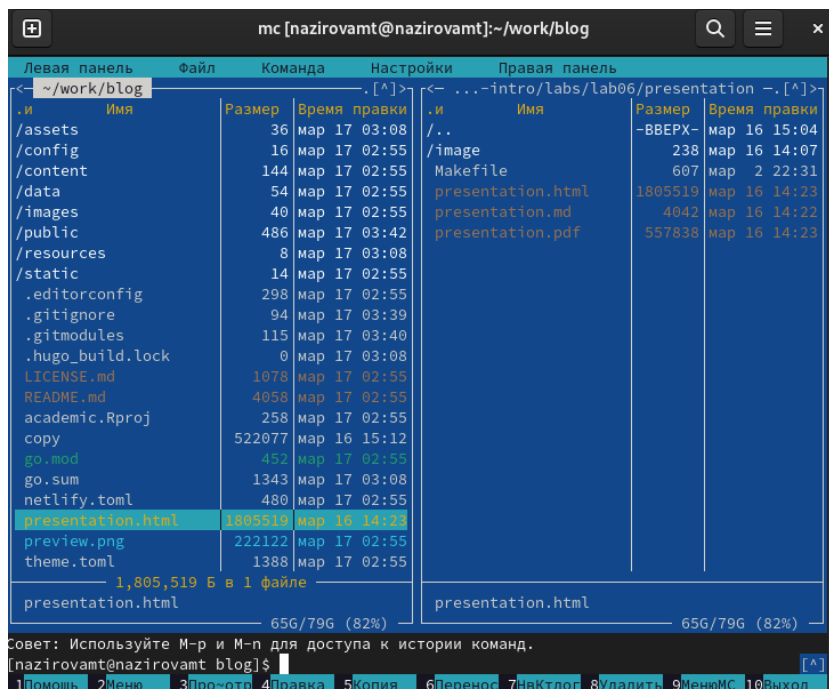 mc [nazirovamt@nazirovamt]:~/work/blog
Левая панель Файл Команда Настройки Правая панель
<— ~/work/blog .[^]>
.и Имя Размер Время правки
/assets 36 мар 17 03:08
/config 16 мар 17 02:55
/content 144 мар 17 02:55
/data 54 мар 17 02:55
/images 40 мар 17 02:55
/public 486 мар 17 03:42
/resources 8 мар 17 03:08
/static 14 мар 17 02:55
.editorconfig 298 мар 17 02:55
.gitignore 94 мар 17 03:39
.gitmodules 115 мар 17 03:40
.hugo_build.lock 0 мар 17 03:08
LICENSE.md 1078 мар 17 02:55
README.md 4058 мар 17 02:55
academic.Rproj 258 мар 17 02:55
copy 522077 мар 16 15:12
go.mod 452 мар 17 02:55
go.sum 1343 мар 17 03:08
netlify.toml 480 мар 17 02:55
presentation.html 1805519 мар 16 14:23
preview.png 222122 мар 17 02:55
theme.toml 1388 мар 17 02:55
1,805,519 Б в 1 файле
presentation.html
65G/79G (82%)
<— ...-intro/labs/lab06/presentation —.[^]>
.и Имя Размер Время правки
/.. -ВВЕРХ- мар 16 15:04
/image 238 мар 16 14:07
Makefile 607 мар 2 22:31
presentation.html 1805519 мар 16 14:23
presentation.md 4042 мар 16 14:22
presentation.pdf 557838 мар 16 14:23
presentation.html
65G/79G (82%)
Совет: Используйте M-p и M-n для доступа к истории команд.
[nazirovamt@nazirovamt blog]$ [^]
1Помощь 2Меню 3Про~отр 4Правка 5Копия 6Перенос 7НвКтлог 8Удалить 9МенюМС 10Выход